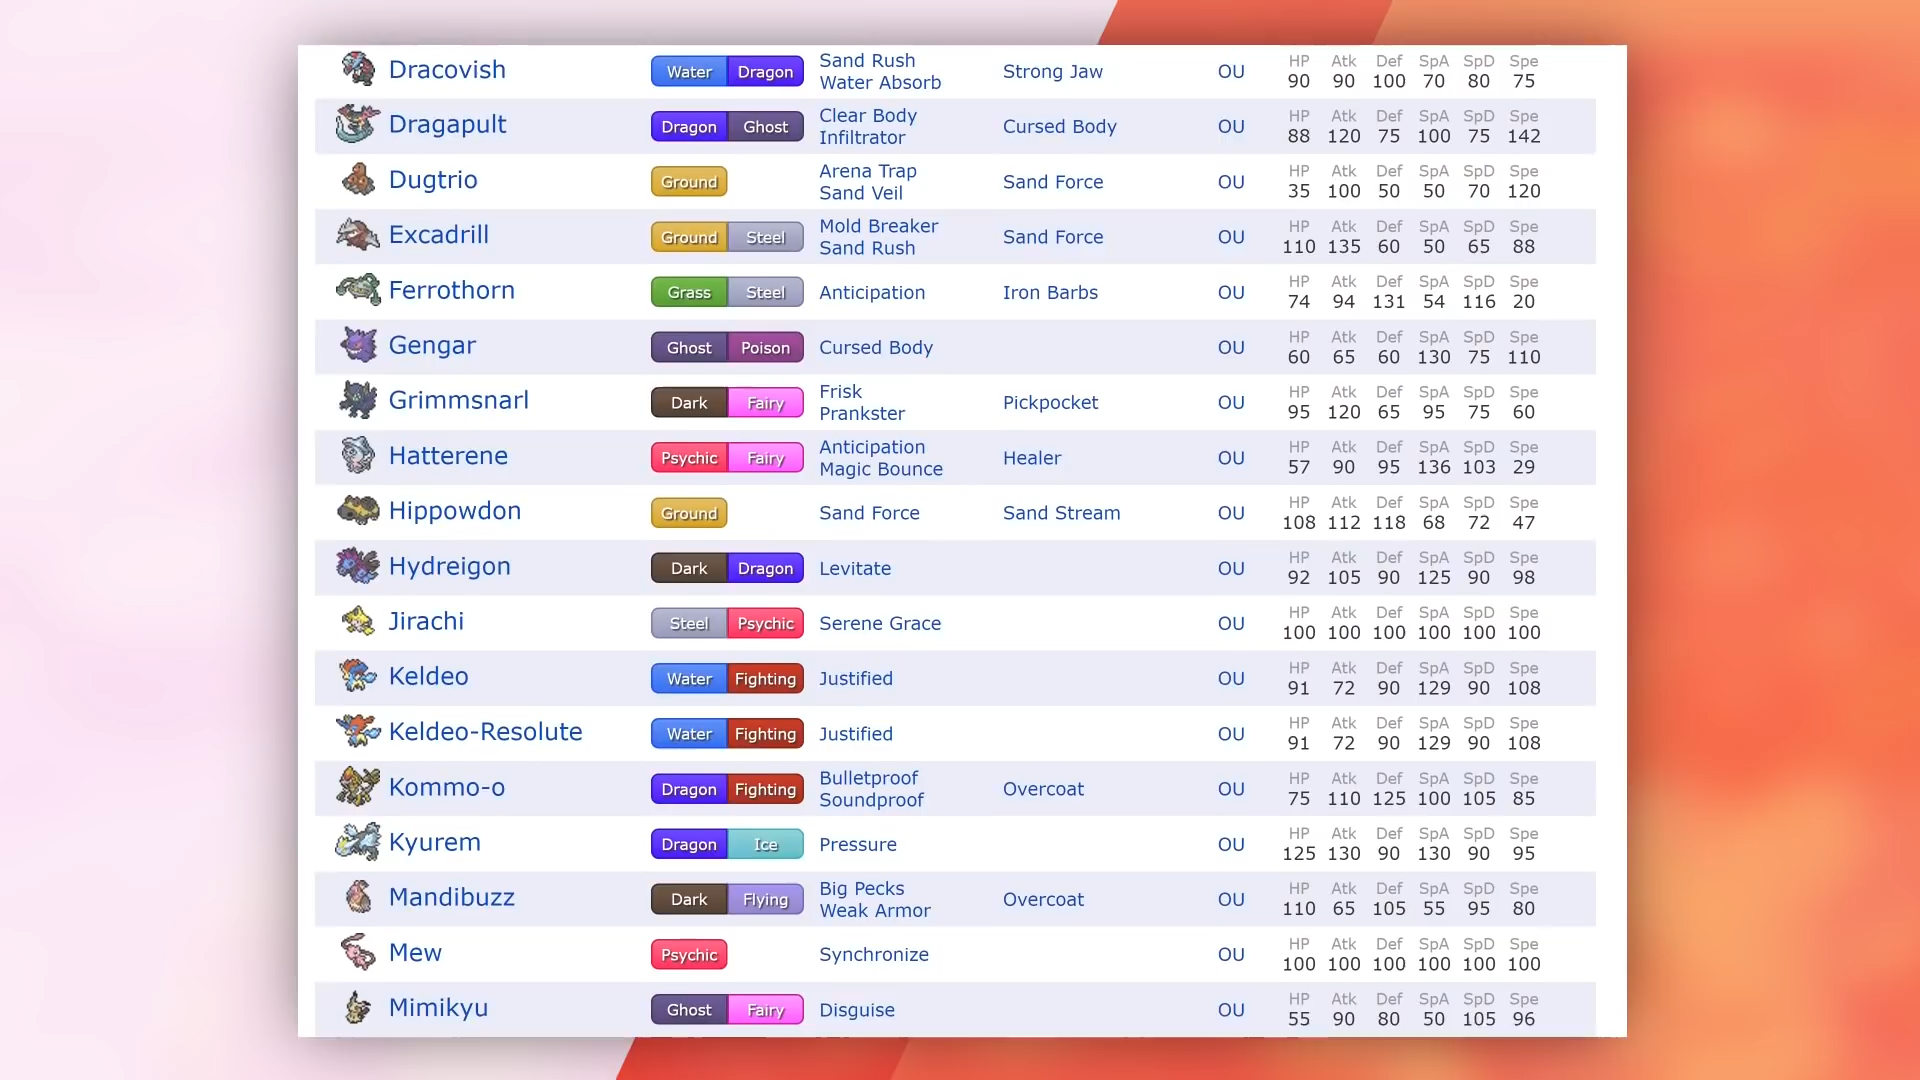 Dracovish Water Dragon Sand Rush Water Absorb Strong Jaw OU HP 90 Atk 90 Def 100 SpA 70 SpD 80 Spe 75
Dragapult Dragon Ghost Clear Body Infiltrator Cursed Body OU HP 88 Atk 120 Def 75 SpA 100 SpD 75 Spe 142
Dugtrio Ground Arena Trap Sand Veil Sand Force OU HP 35 Atk 100 Def 50 SpA 50 SpD 70 Spe 120
Excadrill Ground Steel Mold Breaker Sand Rush Sand Force OU HP 110 Atk 135 Def 60 SpA 50 SpD 65 Spe 88
Ferrothorn Grass Steel Anticipation Iron Barbs OU HP 74 Atk 94 Def 131 SpA 54 SpD 116 Spe 20
Gengar Ghost Poison Cursed Body OU HP 60 Atk 65 Def 60 SpA 130 SpD 75 Spe 110
Grimmsnarl Dark Fairy Frisk Prankster Pickpocket OU HP 95 Atk 120 Def 65 SpA 95 SpD 75 Spe 60
Hatterene Psychic Fairy Anticipation Magic Bounce Healer OU HP 57 Atk 90 Def 95 SpA 136 SpD 103 Spe 29
Hippowdon Ground Sand Force Sand Stream OU HP 108 Atk 112 Def 118 SpA 68 SpD 72 Spe 47
Hydreigon Dark Dragon Levitate OU HP 92 Atk 105 Def 90 SpA 125 SpD 90 Spe 98
Jirachi Steel Psychic Serene Grace OU HP 100 Atk 100 Def 100 SpA 100 SpD 100 Spe 100
Keldeo Water Fighting Justified OU HP 91 Atk 72 Def 90 SpA 129 SpD 90 Spe 108
Keldeo-Resolute Water Fighting Justified OU HP 91 Atk 72 Def 90 SpA 129 SpD 90 Spe 108
Kommo-o Dragon Fighting Bulletproof Soundproof Overcoat OU HP 75 Atk 110 Def 125 SpA 100 SpD 105 Spe 85
Kyurem Dragon Ice Pressure OU HP 125 Atk 130 Def 90 SpA 130 SpD 90 Spe 95
Mandibuzz Dark Flying Big Pecks Weak Armor Overcoat OU HP 110 Atk 65 Def 105 SpA 55 SpD 95 Spe 80
Mew Psychic Synchronize OU HP 100 Atk 100 Def 100 SpA 100 SpD 100 Spe 100
Mimikyu Ghost Fairy Disguise OU HP 55 Atk 90 Def 80 SpA 50 SpD 105 Spe 96